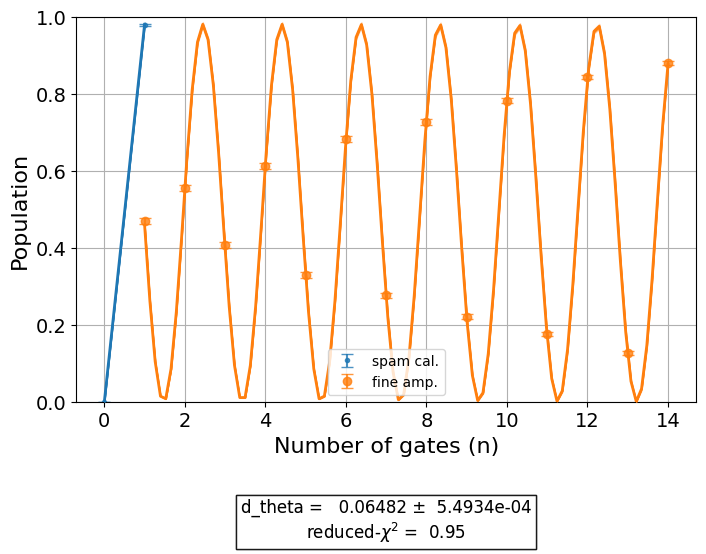 1.0
0.8
0.6
0.4
0.2
0.0
Population
spam cal.
fine amp.
0 2 4 6 8 10 12 14
Number of gates (n)
d_theta = 0.06482 ± 5.4934e-04
reduced-χ² = 0.95